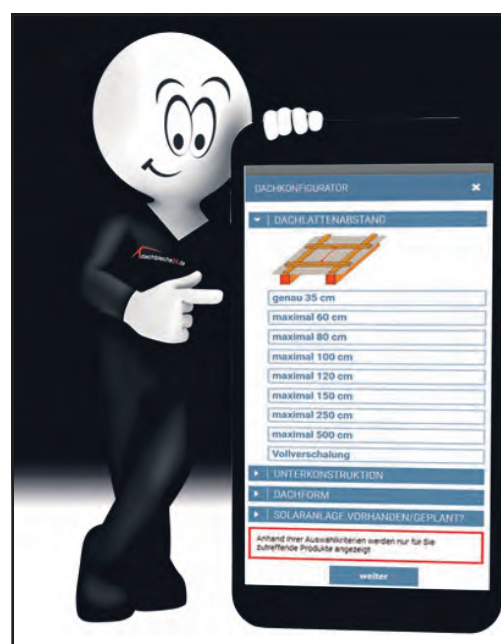 dachbleche24.de
DACHKONFIGURATOR
DACHLATTENABSTAND
genau 35 cm
maximal 60 cm
maximal 80 cm
maximal 100 cm
maximal 120 cm
maximal 150 cm
maximal 250 cm
maximal 500 cm
Vollverschalung
UNTERKONSTRUKTION
DACHFORM
SOLARANLAGE VORHANDEN/GEPLANT?
Anhand Ihrer Auswahlkriterien werden nur für Sie
zutreffende Produkte angezeigt
weiter